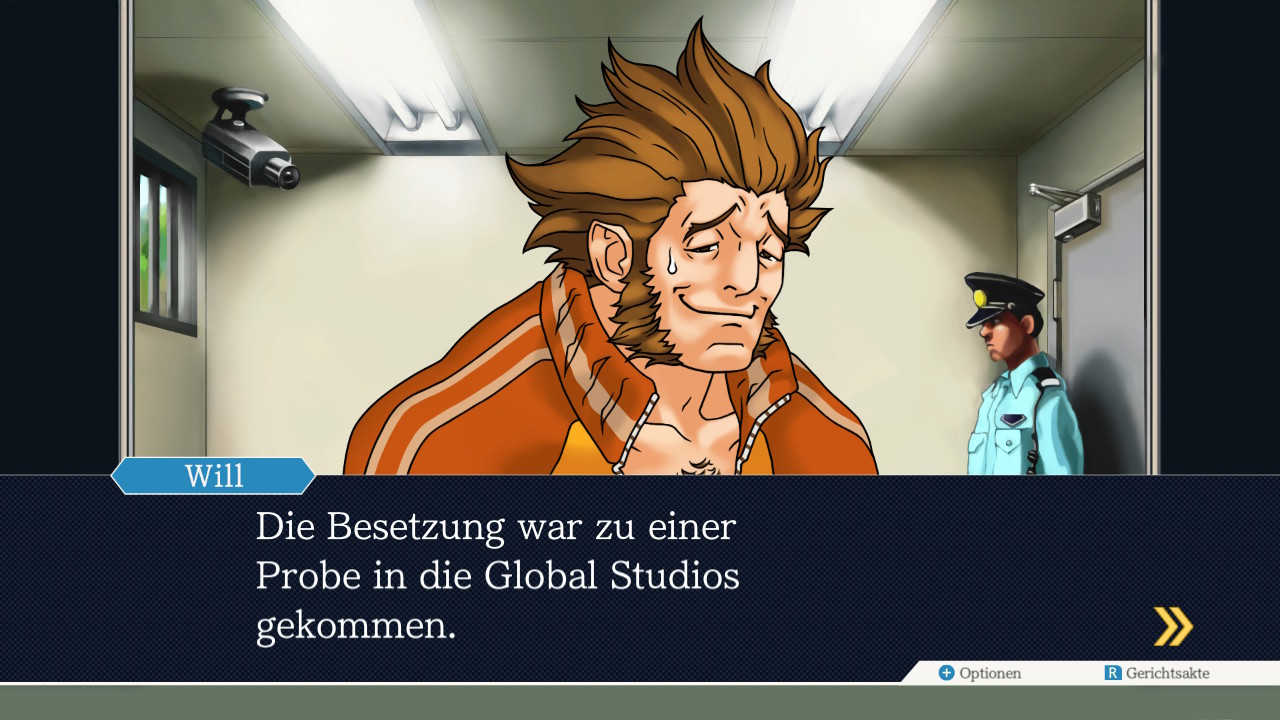 Will
Die Besetzung war zu einer
Probe in die Global Studios
gekommen.
+ Optionen
R Gerichtsakte